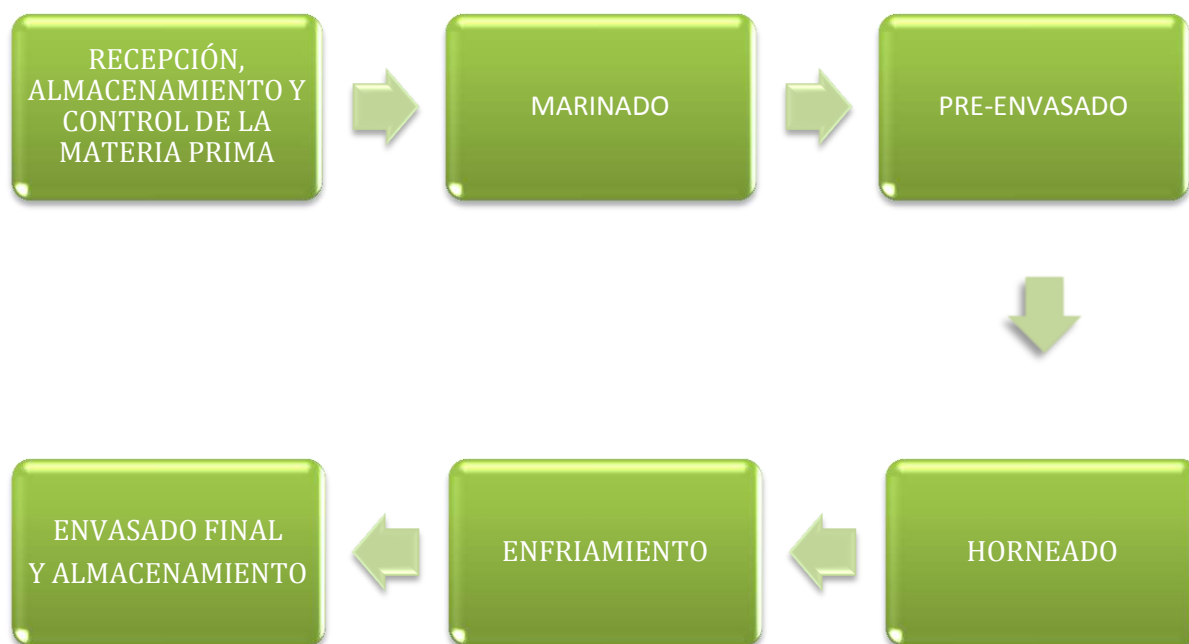 RECEPCIÓN,
ALMACENAMIENTO Y
CONTROL DE LA
MATERIA PRIMA
MARINADO
PRE-ENVASADO
HORNEADO
ENFRIAMIENTO
ENVASADO FINAL
Y ALMACENAMIENTO